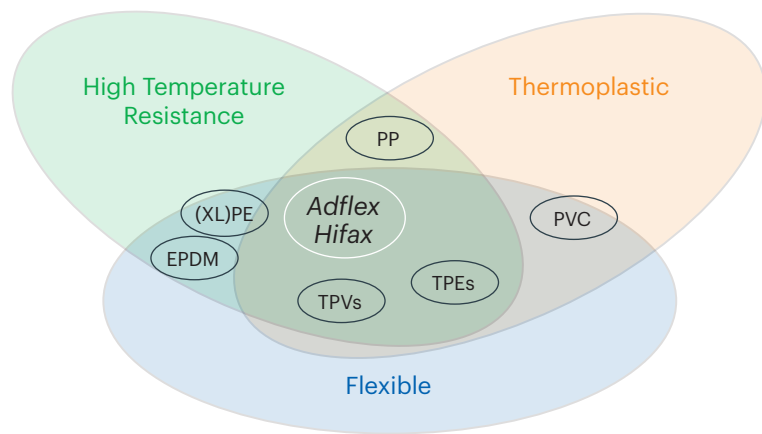 High Temperature
Resistance
Thermoplastic
PP
(XL)PE
Adflex
Hifax
PVC
EPDM
TPEs
TPVs
Flexible